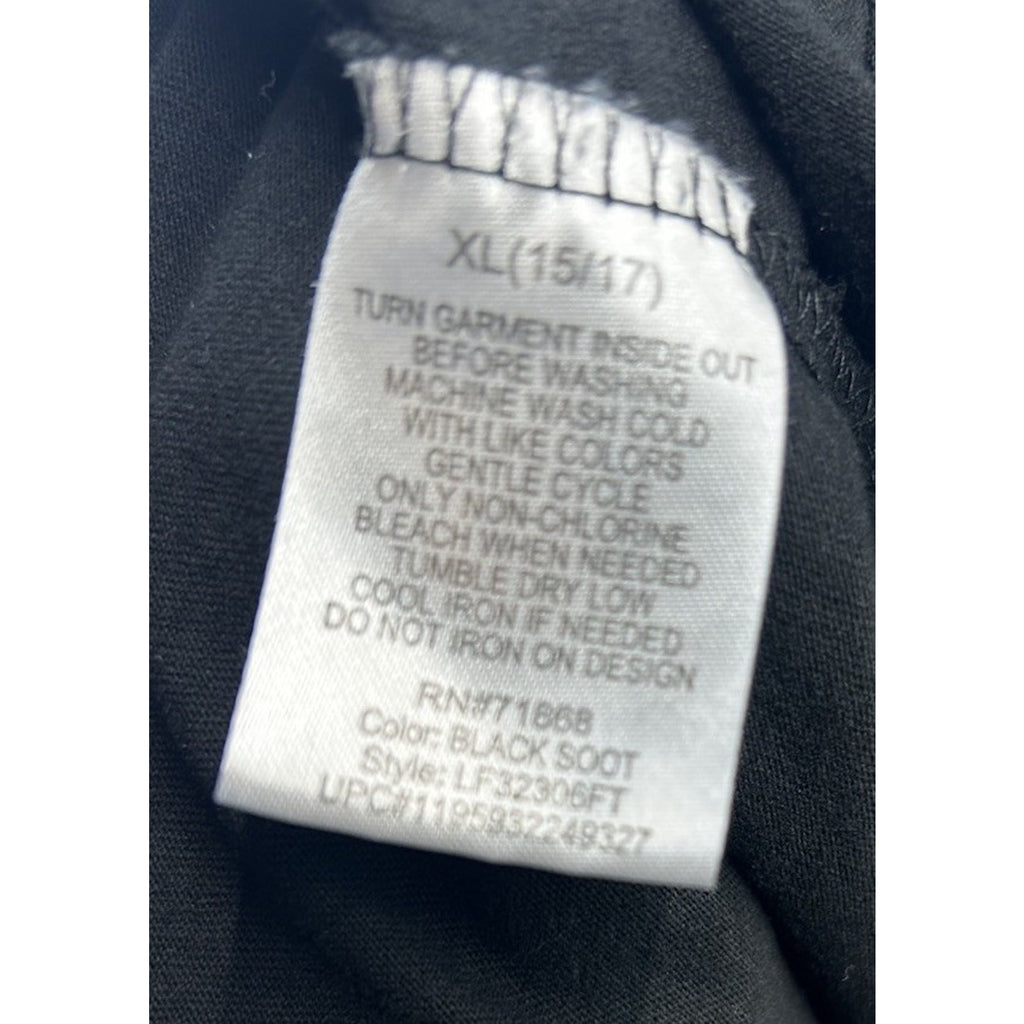 XL(15/17)
TURN GARMENT INSIDE OUT
BEFORE WASHING
MACHINE WASH COLD
WITH LIKE COLORS
GENTLE CYCLE
ONLY NON-CHLORINE
BLEACH WHEN NEEDED
TUMBLE DRY LOW
COOL IRON IF NEEDED
DO NOT IRON ON DESIGN
RN#71868
Color: BLACK SOOT
Style: LF32306FT
UPC#1195932249327